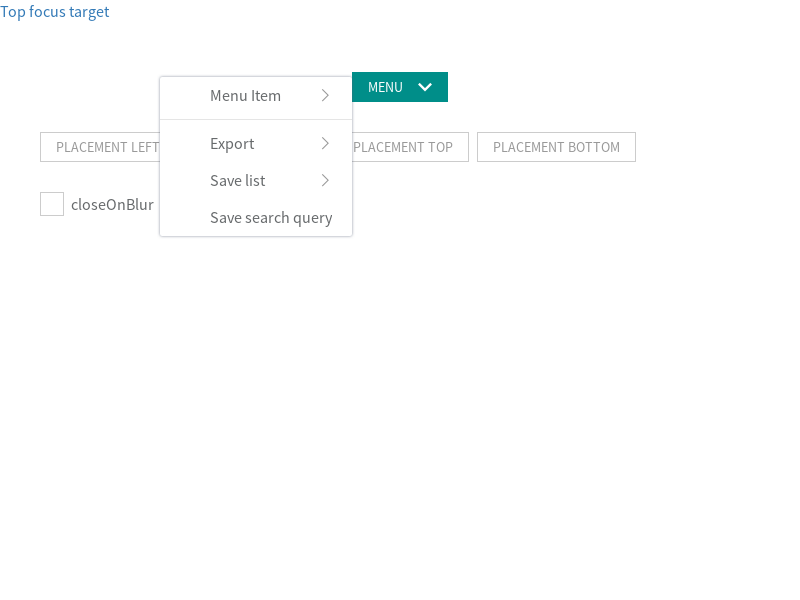 Top focus target
MENU
Menu Item
PLACEMENT LEFT
Export
PLACEMENT TOP
PLACEMENT BOTTOM
Save list
closeOnBlur
Save search query